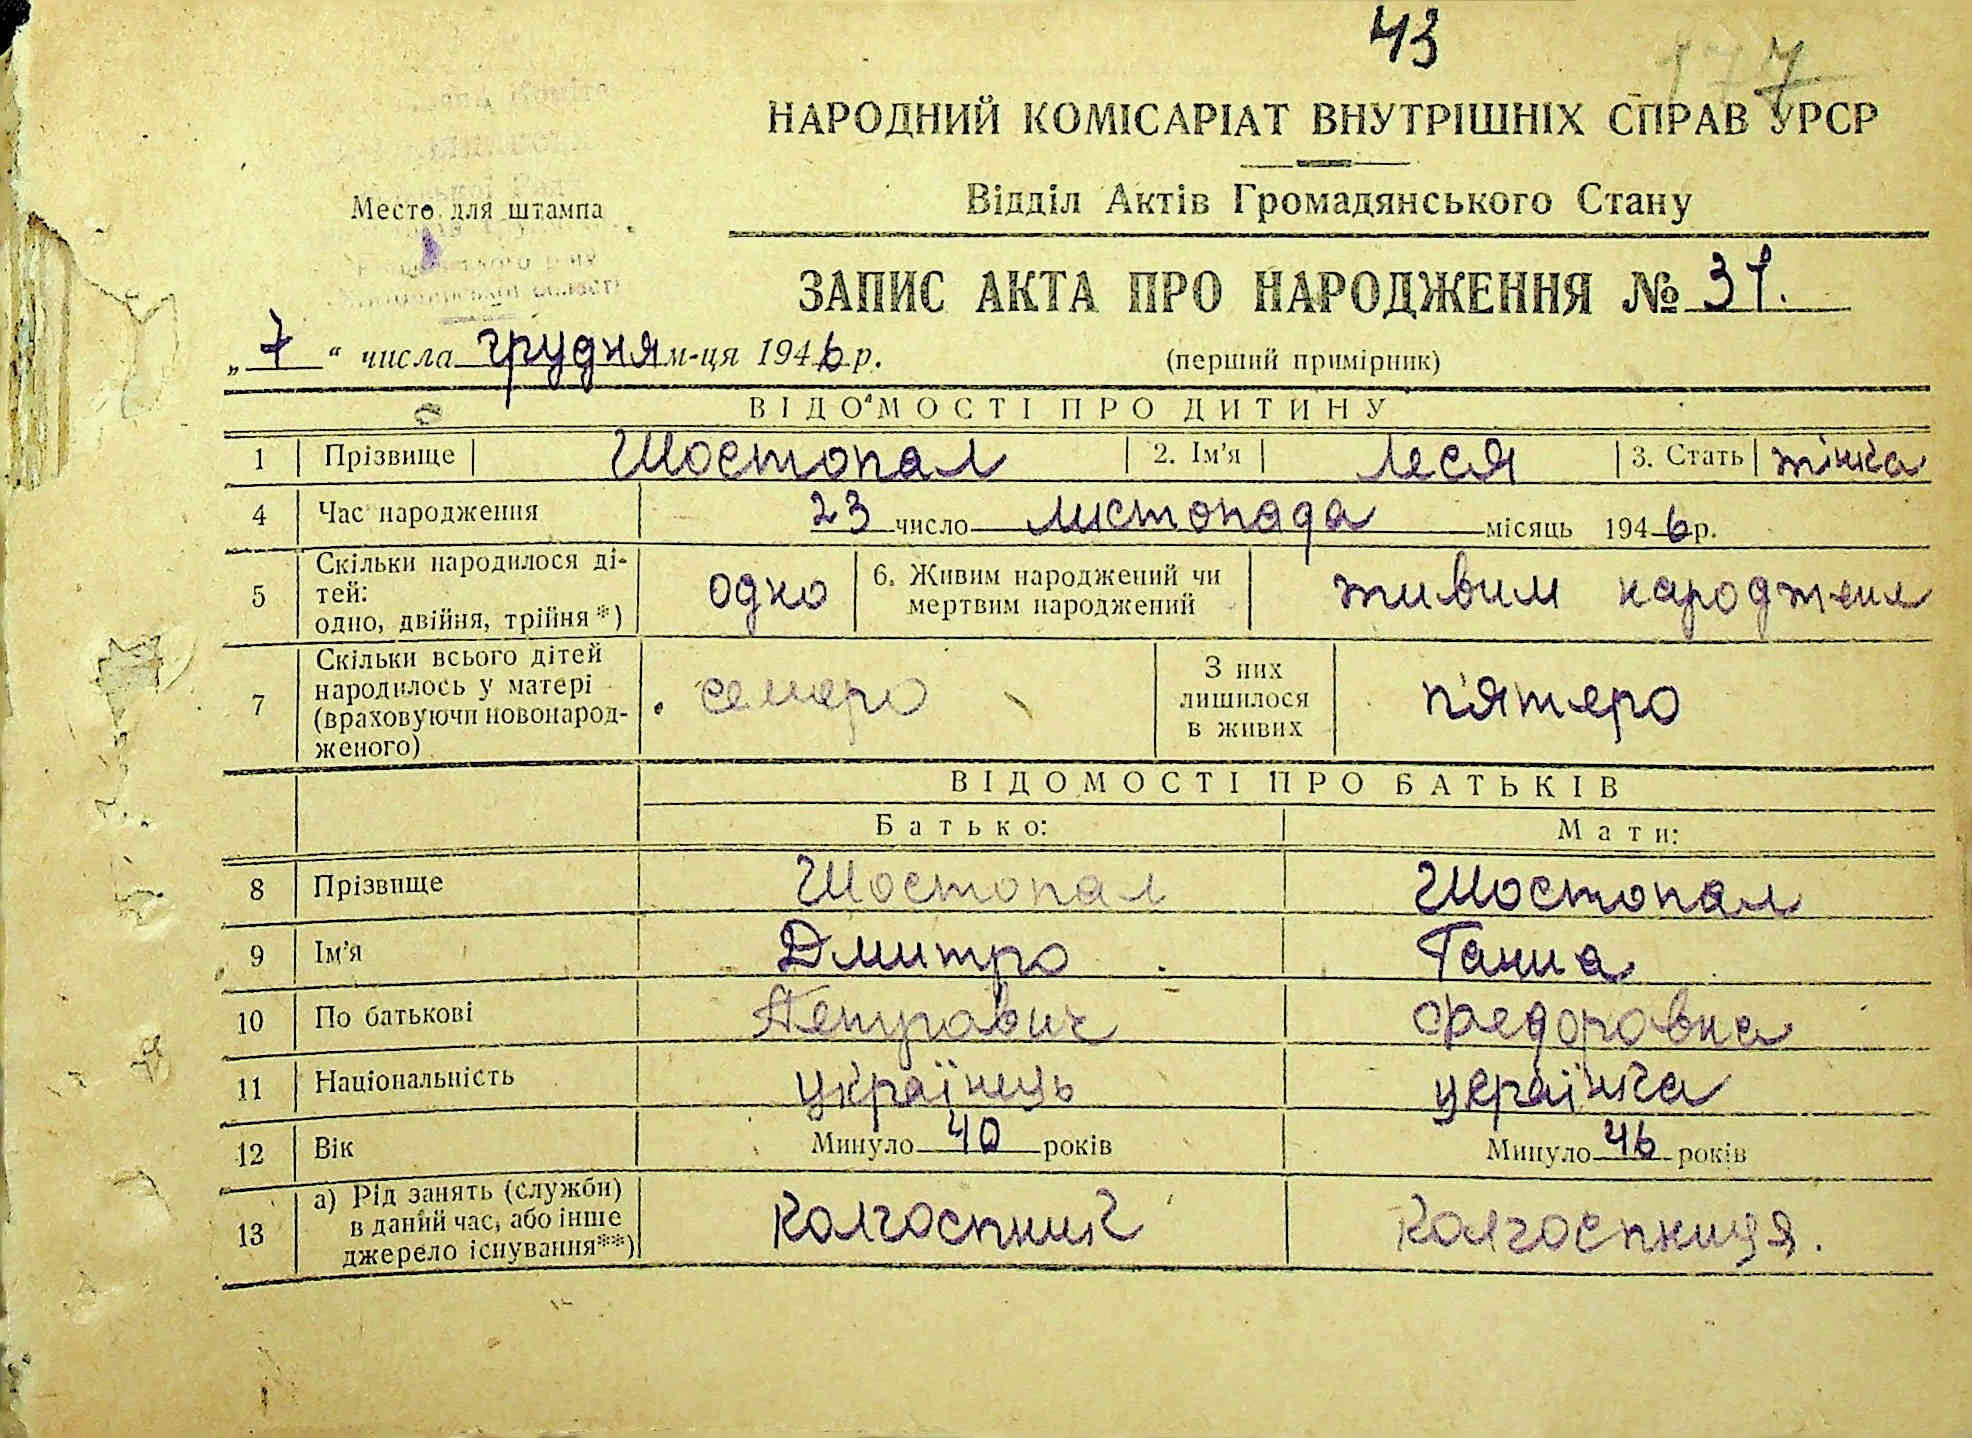 43
177
НАРОДНИЙ КОМІСАРІАТ ВНУТРІШНІХ СПРАВ УРСР
Відділ Актів Громадянського Стану
Место для штампа
ЗАПИС АКТА ПРО НАРОДЖЕННЯ № 31.
„7" числа грудня м-ця 1946 р.
(перший примірник)
ВІДОМОСТІ ПРО ДИТИНУ
1 Прізвище Шостопал 2. Ім'я Леся 3. Стать жінка
4 Час народження 23 число листопада місяць 1946 р.
5 Скільки народилося ді-
тей:
одно, двійня, трійня*) одно 6. Живим народжений чи
мертвим народжений живим народжена
7 Скільки всього дітей
народилось у матері
(враховуючи новонарод-
женого) семеро З них
лишилося
в живих п'ятеро
ВІДОМОСТІ ПРО БАТЬКІВ
Батько: Мати:
8 Прізвище Шостопал Шостопал
9 Ім'я Дмитро Ганна
10 По батькові Петрович Федоровна
11 Національність українець українка
12 Вік Минуло 40 років Минуло 46 років
13 а) Рід занять (служби)
в даний час, або інше
джерело існування**) Колгоспник Колгоспниця.